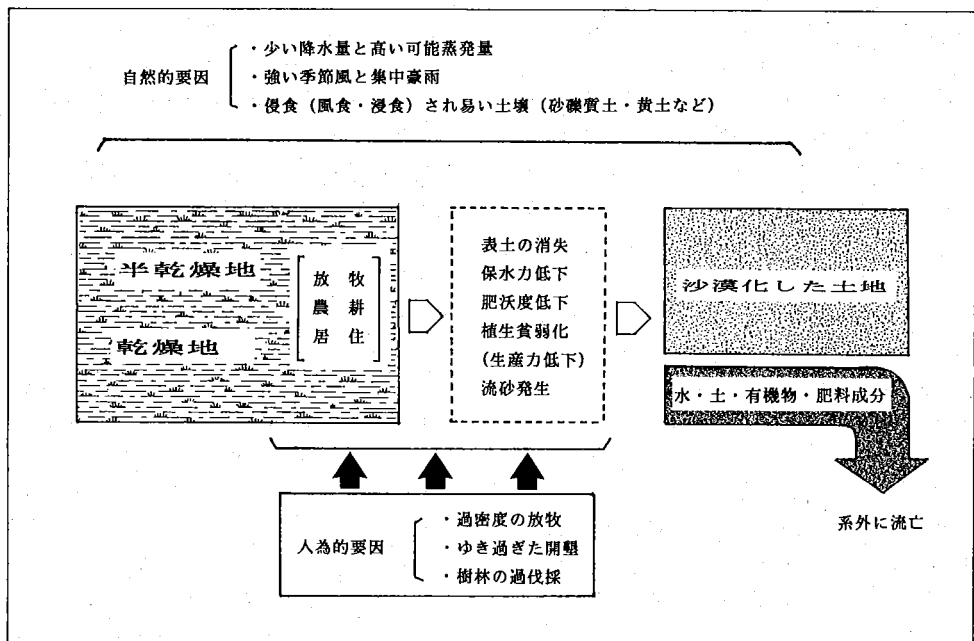 自然的要因
・少い降水量と高い可能蒸発量
・強い季節風と集中豪雨
・侵食（風食・浸食）され易い土壌（砂礫質土・黄土など）
半乾燥地
乾燥地
放 牧
農 耕
居 住
表土の消失
保水力低下
肥沃度低下
植生貧弱化
(生産力低下)
流砂発生
沙漠化した土地
水・土・有機物・肥料成分
系外に流亡
人為的要因
・過密度の放牧
・ゆき過ぎた開墾
・樹林の過伐採